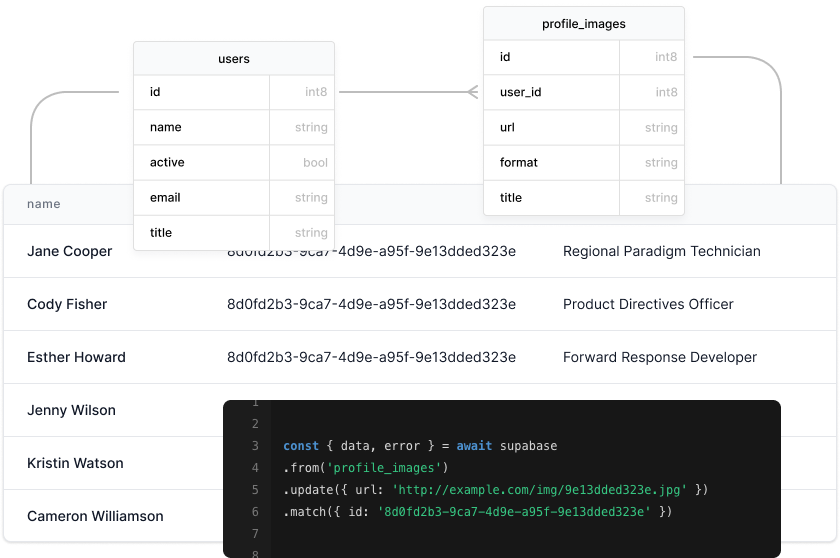 profile_images
users
id int8
id int8
user_id int8
name string
url string
active bool
format string
email string
title string
title string
name
Jane Cooper 8d0fd2b3-9ca7-4d9e-a95f-9e13dded323e Regional Paradigm Technician
Cody Fisher 8d0fd2b3-9ca7-4d9e-a95f-9e13dded323e Product Directives Officer
Esther Howard 8d0fd2b3-9ca7-4d9e-a95f-9e13dded323e Forward Response Developer
Jenny Wilson
Kristin Watson
Cameron Williamson
1
2
3 const { data, error } = await supabase
4 .from('profile_images')
5 .update({ url: 'http://example.com/img/9e13dded323e.jpg' })
6 .match({ id: '8d0fd2b3-9ca7-4d9e-a95f-9e13dded323e' })
7
8